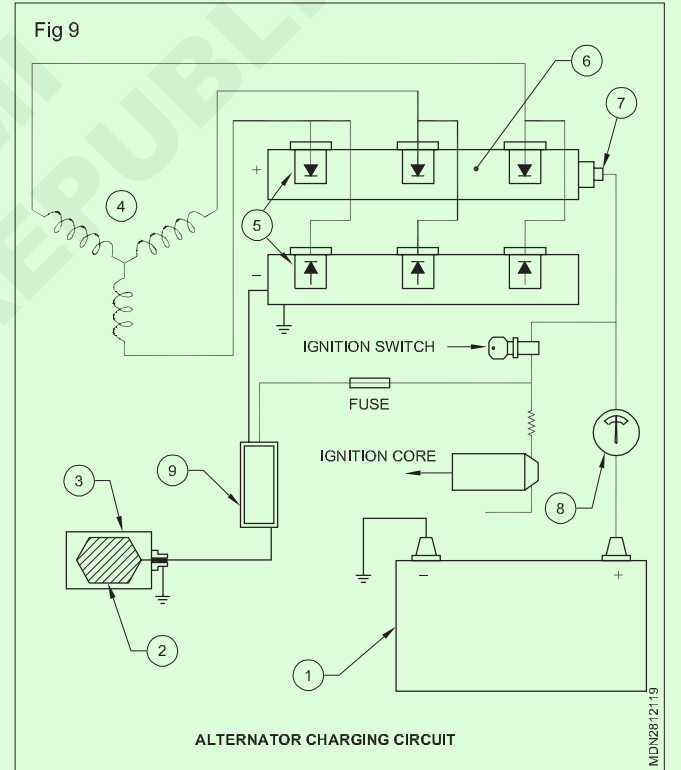 Fig 9
6
7
4
+
5
–
IGNITION SWITCH
FUSE
IGNITION CORE
9
3
8
– +
2
1
ALTERNATOR CHARGING CIRCUIT
MDN2812119